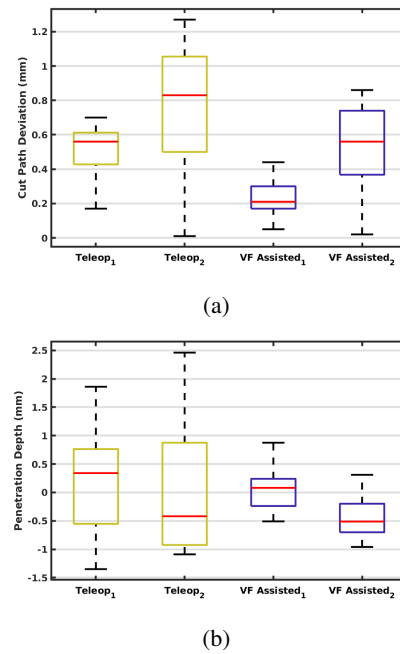 1.2
1
0.8
0.6
0.4
0.2
0
Cut Path Deviation (mm)
Teleop₁ Teleop₂ VF Assisted₁ VF Assisted₂
(a)
2.5
2
1.5
1
0.5
0
-0.5
-1
-1.5
Penetration Depth (mm)
Teleop₁ Teleop₂ VF Assisted₁ VF Assisted₂
(b)